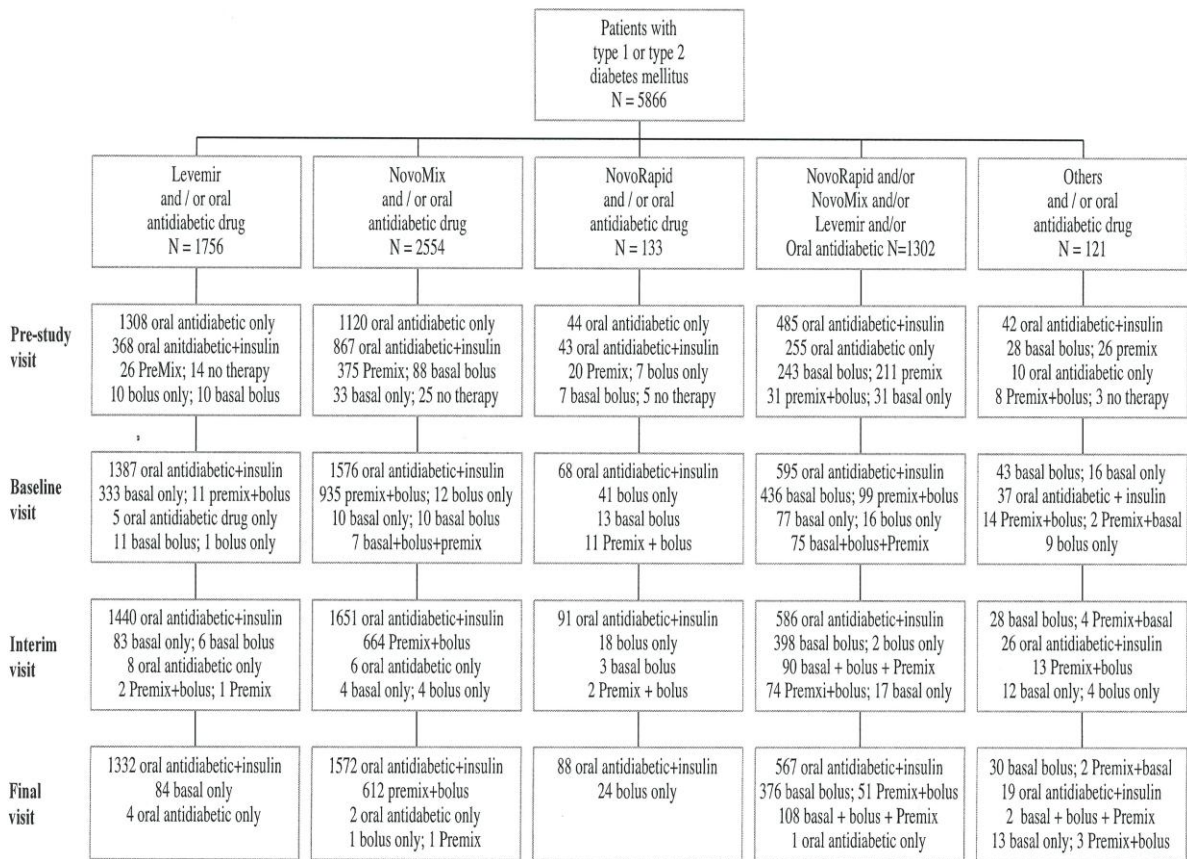 Patients with
type 1 or type 2
diabetes mellitus
N = 5866
Levemir
and / or oral
antidiabetic drug
N = 1756
NovoMix
and / or oral
antidiabetic drug
N = 2554
NovoRapid
and / or oral
antidiabetic drug
N = 133
NovoRapid and/or
NovoMix and/or
Levemir and/or
Oral antidiabetic N=1302
Others
and / or oral
antidiabetic drug
N = 121
Pre-study
visit
1308 oral antidiabetic only
368 oral anitdiabetic+insulin
26 PreMix; 14 no therapy
10 bolus only; 10 basal bolus
1120 oral antidiabetic only
867 oral antidiabetic+insulin
375 Premix; 88 basal bolus
33 basal only; 25 no therapy
44 oral antidiabetic only
43 oral antidiabetic+insulin
20 Premix; 7 bolus only
7 basal bolus; 5 no therapy
485 oral antidiabetic+insulin
255 oral antidiabetic only
243 basal bolus; 211 premix
31 premix+bolus; 31 basal only
42 oral antidiabetic+insulin
28 basal bolus; 26 premix
10 oral antidiabetic only
8 Premix+bolus; 3 no therapy
Baseline
visit
1387 oral antidiabetic+insulin
333 basal only; 11 premix+bolus
5 oral antidiabetic drug only
11 basal bolus; 1 bolus only
1576 oral antidiabetic+insulin
935 premix+bolus; 12 bolus only
10 basal only; 10 basal bolus
7 basal+bolus+premix
68 oral antidiabetic+insulin
41 bolus only
13 basal bolus
11 Premix + bolus
595 oral antidiabetic+insulin
436 basal bolus; 99 premix+bolus
77 basal only; 16 bolus only
75 basal+bolus+Premix
43 basal bolus; 16 basal only
37 oral antidiabetic + insulin
14 Premix+bolus; 2 Premix+basal
9 bolus only
Interim
visit
1440 oral antidiabetic+insulin
83 basal only; 6 basal bolus
8 oral antidiabetic only
2 Premix+bolus; 1 Premix
1651 oral antidiabetic+insulin
664 Premix+bolus
6 oral antidabetic only
4 basal only; 4 bolus only
91 oral antidiabetic+insulin
18 bolus only
3 basal bolus
2 Premix + bolus
586 oral antidiabetic+insulin
398 basal bolus; 2 bolus only
90 basal + bolus + Premix
74 Premxi+bolus; 17 basal only
28 basal bolus; 4 Premix+basal
26 oral antidiabetic+insulin
13 Premix+bolus
12 basal only; 4 bolus only
Final
visit
1332 oral antidiabetic+insulin
84 basal only
4 oral antidiabetic only
1572 oral antidiabetic+insulin
612 premix+bolus
2 oral antidabetic only
1 bolus only; 1 Premix
88 oral antidiabetic+insulin
24 bolus only
567 oral antidiabetic+insulin
376 basal bolus; 51 Premix+bolus
108 basal + bolus + Premix
1 oral antidiabetic only
30 basal bolus; 2 Premix+basal
19 oral antidiabetic+insulin
2 basal + bolus + Premix
13 basal only; 3 Premix+bolus